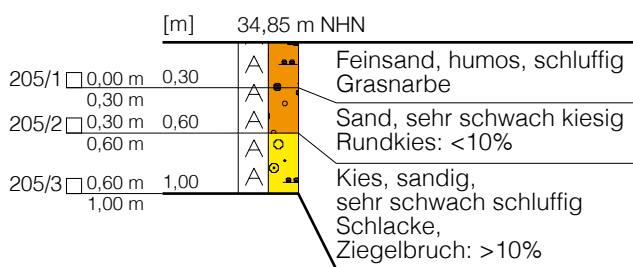 [m] 34,85 m NHN
Feinsand, humos, schluffig
Grasnarbe
205/1 0,00 m 0,30
0,30 m
Sand, sehr schwach kiesig
Rundkies: <10%
205/2 0,30 m 0,60
0,60 m
Kies, sandig,
sehr schwach schluffig
Schlacke,
Ziegelbruch: >10%
205/3 0,60 m 1,00
1,00 m
A
A
A
A
A
A